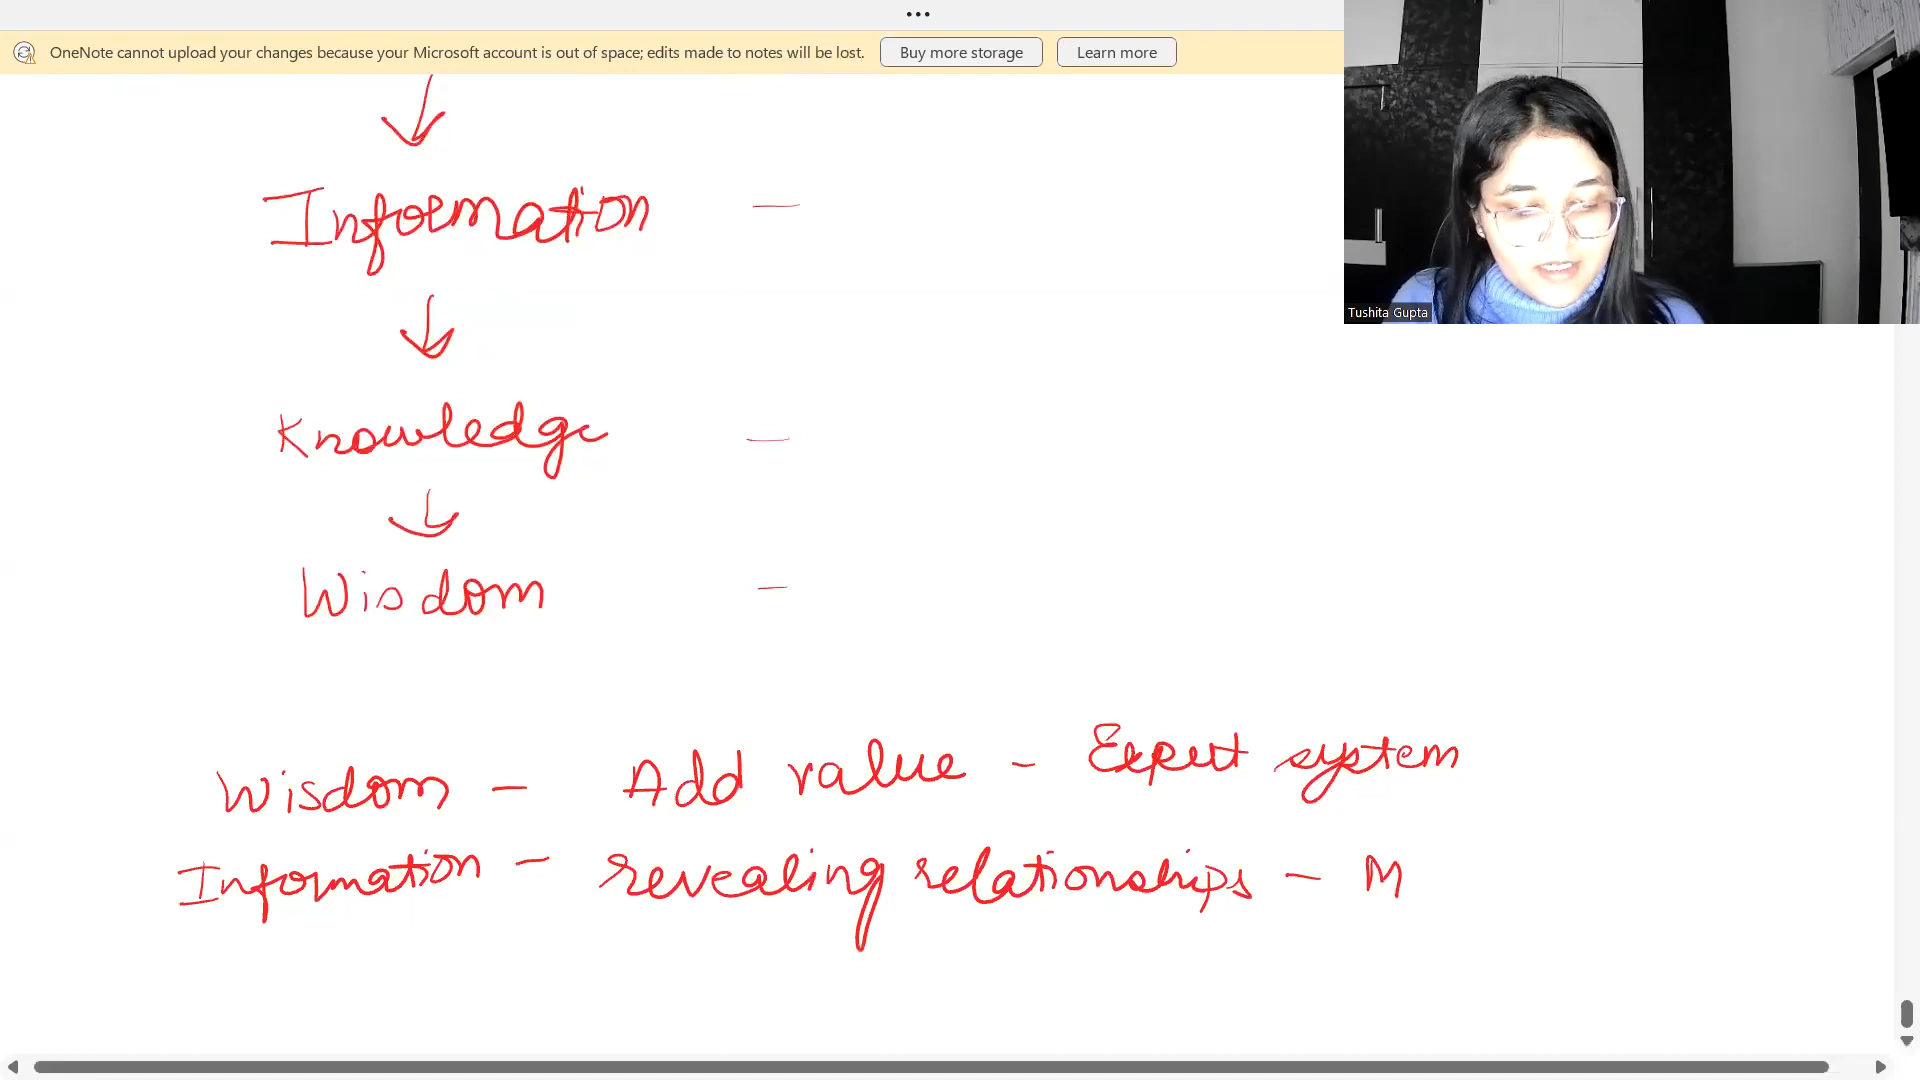 •••
OneNote cannot upload your changes because your Microsoft account is out of space; edits made to notes will be lost. Buy more storage Learn more
Tushita Gupta
Information —
Knowledge —
Wisdom —
Wisdom — Add value — Expert system
Information — revealing relationships — M